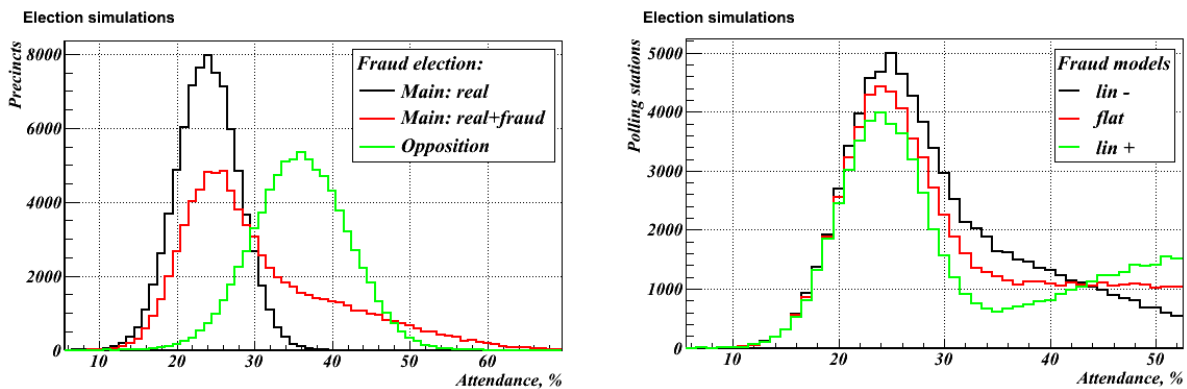 Election simulations
Precincts
8000
6000
4000
2000
0
Fraud election:
Main: real
Main: real+fraud
Opposition
10 20 30 40 50 60
Attendance, %
Election simulations
Polling stations
5000
4000
3000
2000
1000
0
Fraud models
lin -
flat
lin +
10 20 30 40 50
Attendance, %